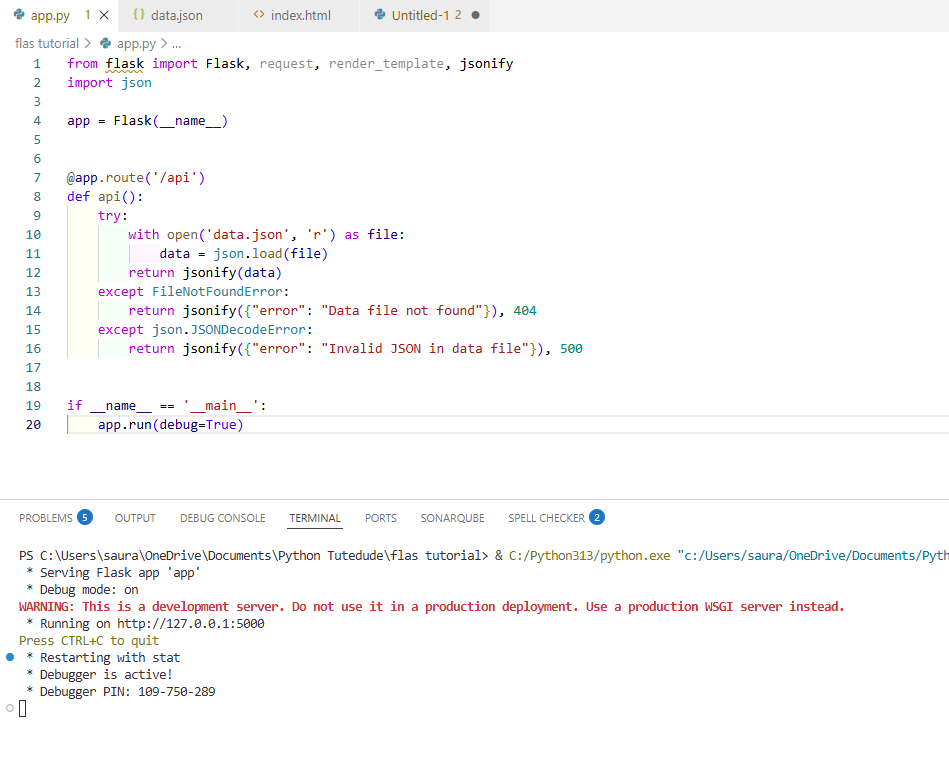 app.py 1 data.json index.html Untitled-1 2
flas tutorial > app.py > ...
1 from flask import Flask, request, render_template, jsonify
2 import json
3
4 app = Flask(__name__)
5
6
7 @app.route('/api')
8 def api():
9     try:
10         with open('data.json', 'r') as file:
11             data = json.load(file)
12         return jsonify(data)
13     except FileNotFoundError:
14         return jsonify({"error": "Data file not found"}), 404
15     except json.JSONDecodeError:
16         return jsonify({"error": "Invalid JSON in data file"}), 500
17
18
19 if __name__ == '__main__':
20     app.run(debug=True)
PROBLEMS 5 OUTPUT DEBUG CONSOLE TERMINAL PORTS SONARQUBE SPELL CHECKER 2
PS C:\Users\saura\OneDrive\Documents\Python Tutedude\flas tutorial> & C:/Python313/python.exe "c:/Users/saura/OneDrive/Documents/Pyth
 * Serving Flask app 'app'
 * Debug mode: on
WARNING: This is a development server. Do not use it in a production deployment. Use a production WSGI server instead.
 * Running on http://127.0.0.1:5000
Press CTRL+C to quit
 * Restarting with stat
 * Debugger is active!
 * Debugger PIN: 109-750-289